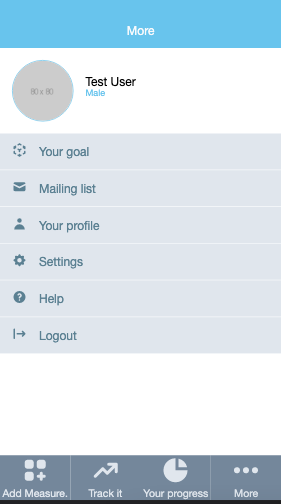 More
80 x 80
Test User
Male
Your goal
Mailing list
Your profile
Settings
Help
Logout
Add Measure.
Track it
Your progress
More